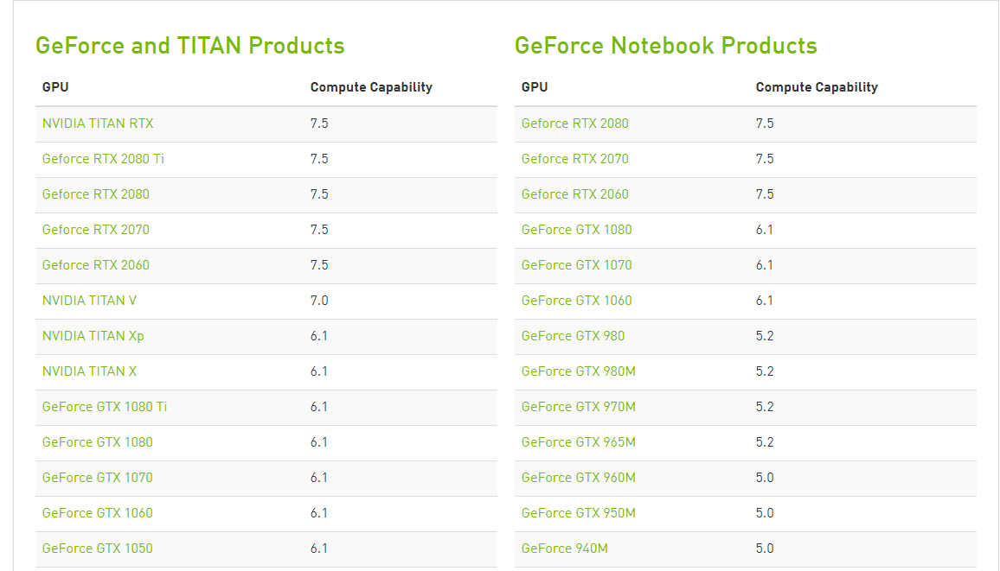 GeForce and TITAN Products
GPU Compute Capability
NVIDIA TITAN RTX 7.5
Geforce RTX 2080 Ti 7.5
Geforce RTX 2080 7.5
Geforce RTX 2070 7.5
Geforce RTX 2060 7.5
NVIDIA TITAN V 7.0
NVIDIA TITAN Xp 6.1
NVIDIA TITAN X 6.1
GeForce GTX 1080 Ti 6.1
GeForce GTX 1080 6.1
GeForce GTX 1070 6.1
GeForce GTX 1060 6.1
GeForce GTX 1050 6.1
GeForce Notebook Products
GPU Compute Capability
Geforce RTX 2080 7.5
Geforce RTX 2070 7.5
Geforce RTX 2060 7.5
GeForce GTX 1080 6.1
GeForce GTX 1070 6.1
GeForce GTX 1060 6.1
GeForce GTX 980 5.2
GeForce GTX 980M 5.2
GeForce GTX 970M 5.2
GeForce GTX 965M 5.2
GeForce GTX 960M 5.0
GeForce GTX 950M 5.0
GeForce 940M 5.0